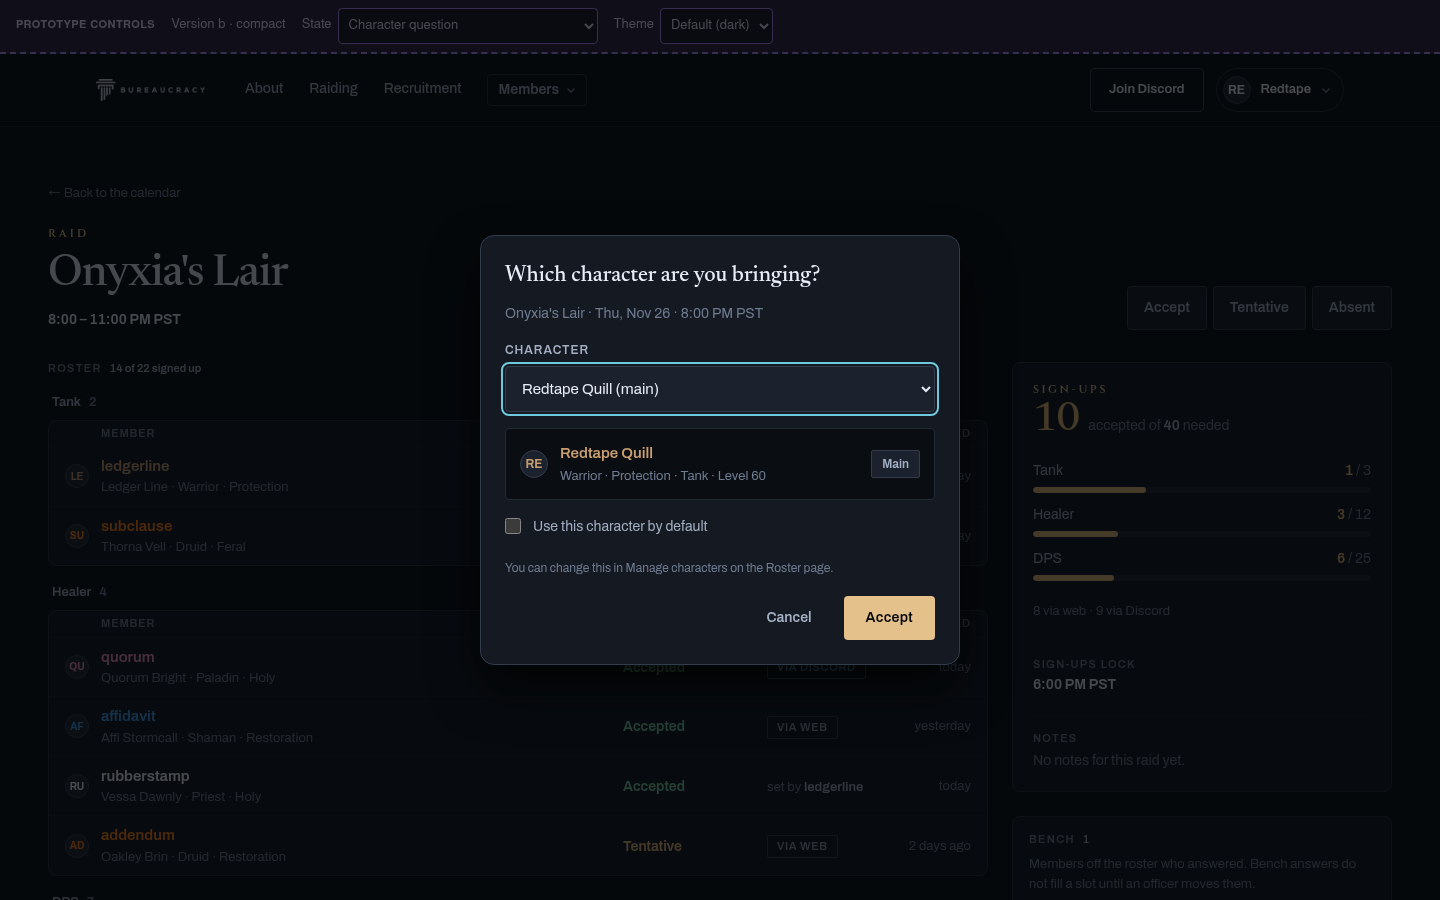 PROTOTYPE CONTROLS Version b · compact State Character question Theme Default (dark)
BUREAUCRACY About Raiding Recruitment Members Join Discord RE Redtape
← Back to the calendar
RAID
Onyxia's Lair
8:00 – 11:00 PM PST
Accept Tentative Absent
ROSTER 14 of 22 signed up
Tank 2
MEMBER
LE ledgerline
Ledger Line · Warrior · Protection
SU subclause
Thorna Vell · Druid · Feral
Healer 4
MEMBER
QU quorum
Quorum Bright · Paladin · Holy
Accepted VIA DISCORD today
AF affidavit
Affi Stormcall · Shaman · Restoration
Accepted VIA WEB yesterday
RU rubberstamp
Vessa Dawnly · Priest · Holy
Accepted set by ledgerline today
AD addendum
Oakley Brin · Druid · Restoration
Tentative VIA WEB 2 days ago
Which character are you bringing?
Onyxia's Lair · Thu, Nov 26 · 8:00 PM PST
CHARACTER
Redtape Quill (main)
RE Redtape Quill
Warrior · Protection · Tank · Level 60
Main
Use this character by default
You can change this in Manage characters on the Roster page.
Cancel Accept
SIGN-UPS
10 accepted of 40 needed
Tank 1 / 3
Healer 3 / 12
DPS 6 / 25
8 via web · 9 via Discord
SIGN-UPS LOCK
6:00 PM PST
NOTES
No notes for this raid yet.
BENCH 1
Members off the roster who answered. Bench answers do
not fill a slot until an officer moves them.